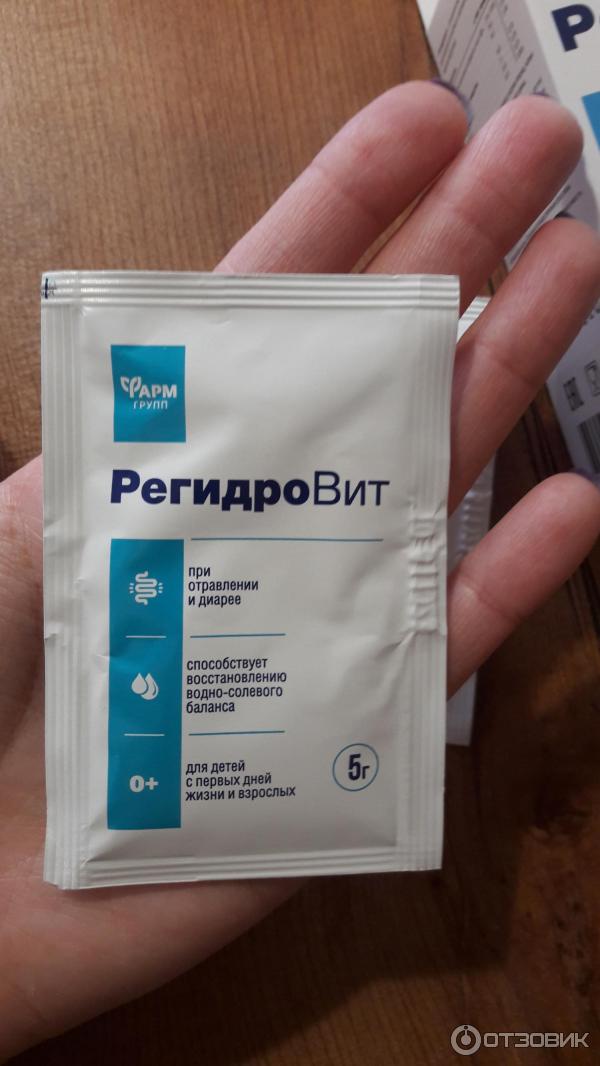 ФАРМ
ГРУПП
РегидроВит
при
отравлении
и диарее
способствует
восстановлению
водно-солевого
баланса
0+
для детей
с первых дней
жизни и взрослых
5г
Р
ОТЗОВИК